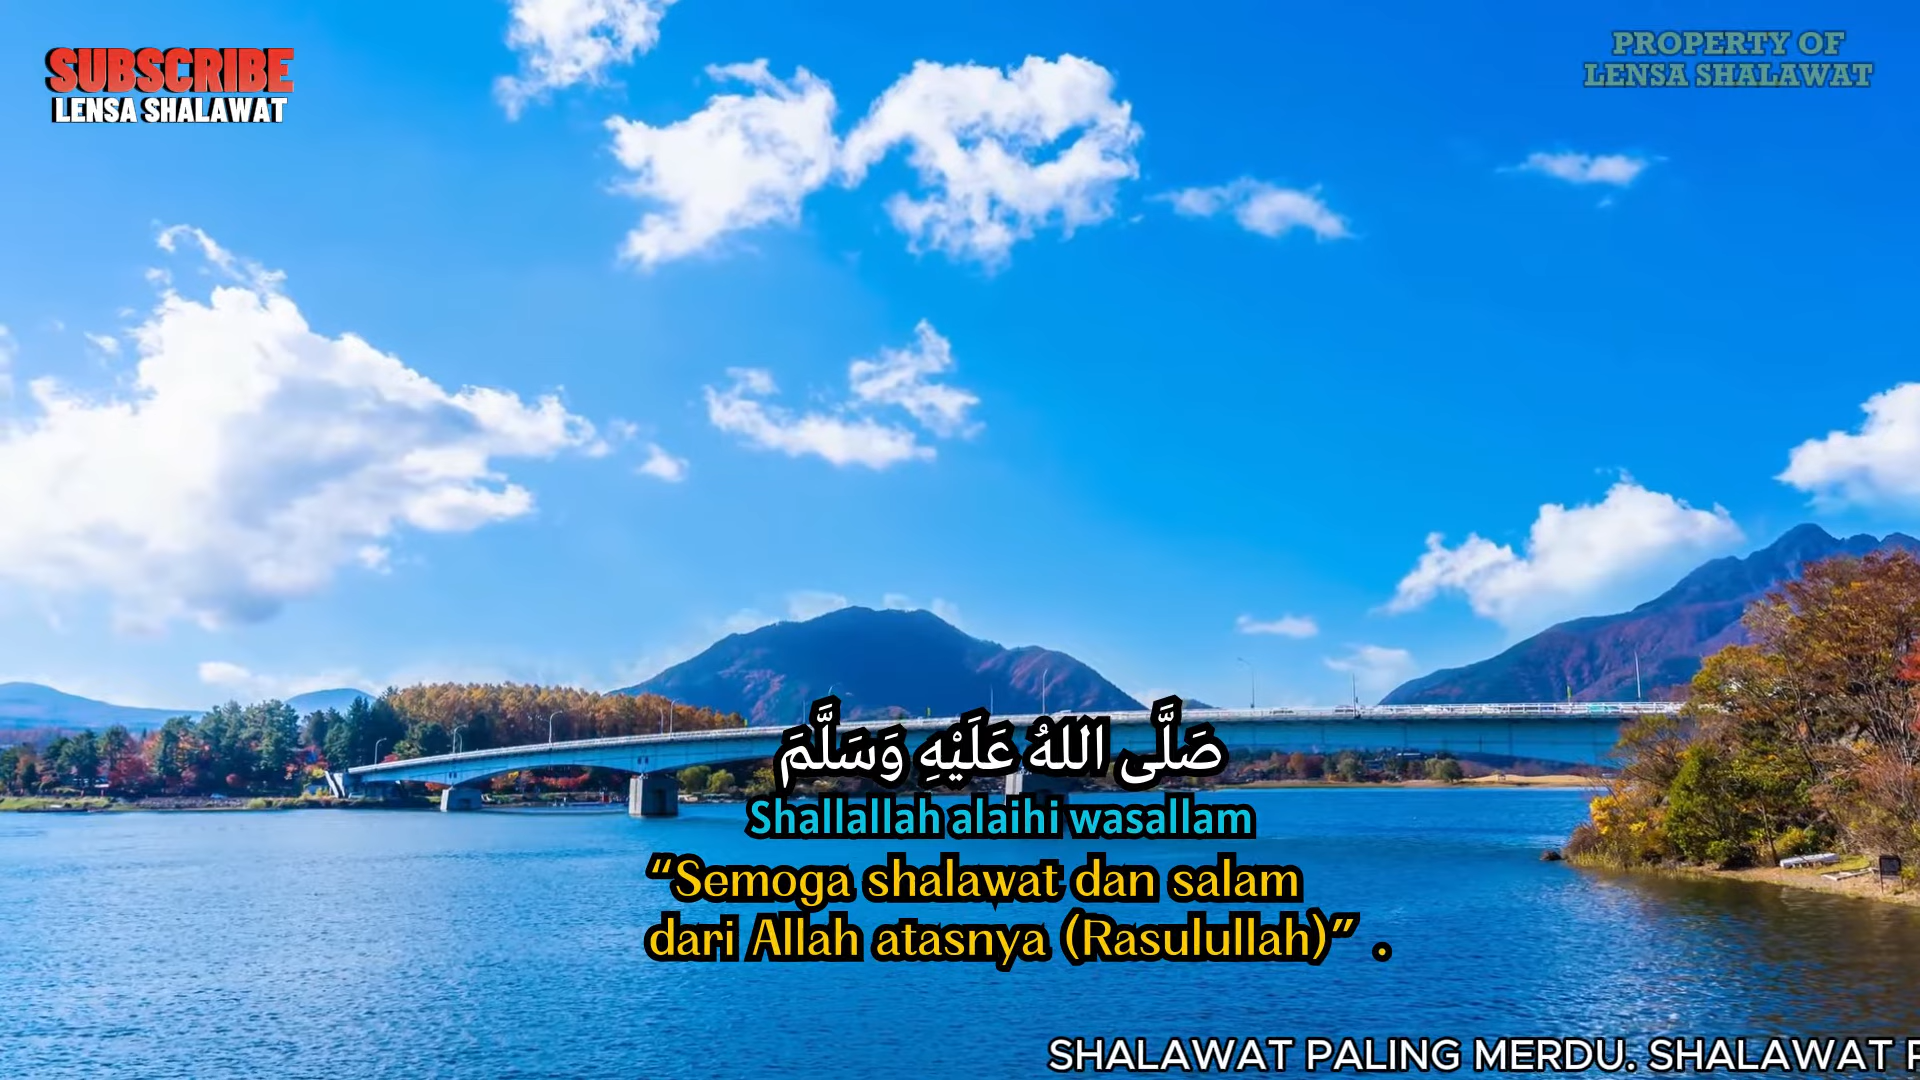 SUBSCRIBE
LENSA SHALAWAT
PROPERTY OF
LENSA SHALAWAT
صَلَّى اللهُ عَلَيْهِ وَسَلَّمَ
Shallallah alaihi wasallam
“Semoga shalawat dan salam
dari Allah atasnya (Rasulullah)” .
SHALAWAT PALING MERDU. SHALAWAT